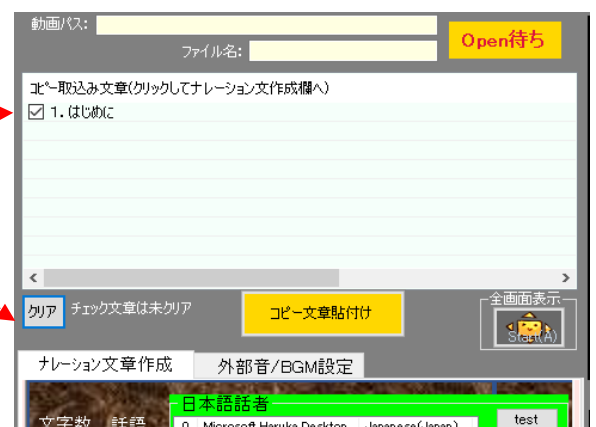 動画パス:
ファイル名:
Open待ち
コピー取込み文章(クリックしてナレーション文作成欄へ)
1.はじめに
クリア
チェック文章は未クリア
コピー文章貼付け
全画面表示
Start(A)
ナレーション文章作成
外部音/BGM設定
日本語話者
文字数
話語
0 Microsoft Haruka Desktop - Japanese(Japan)
test